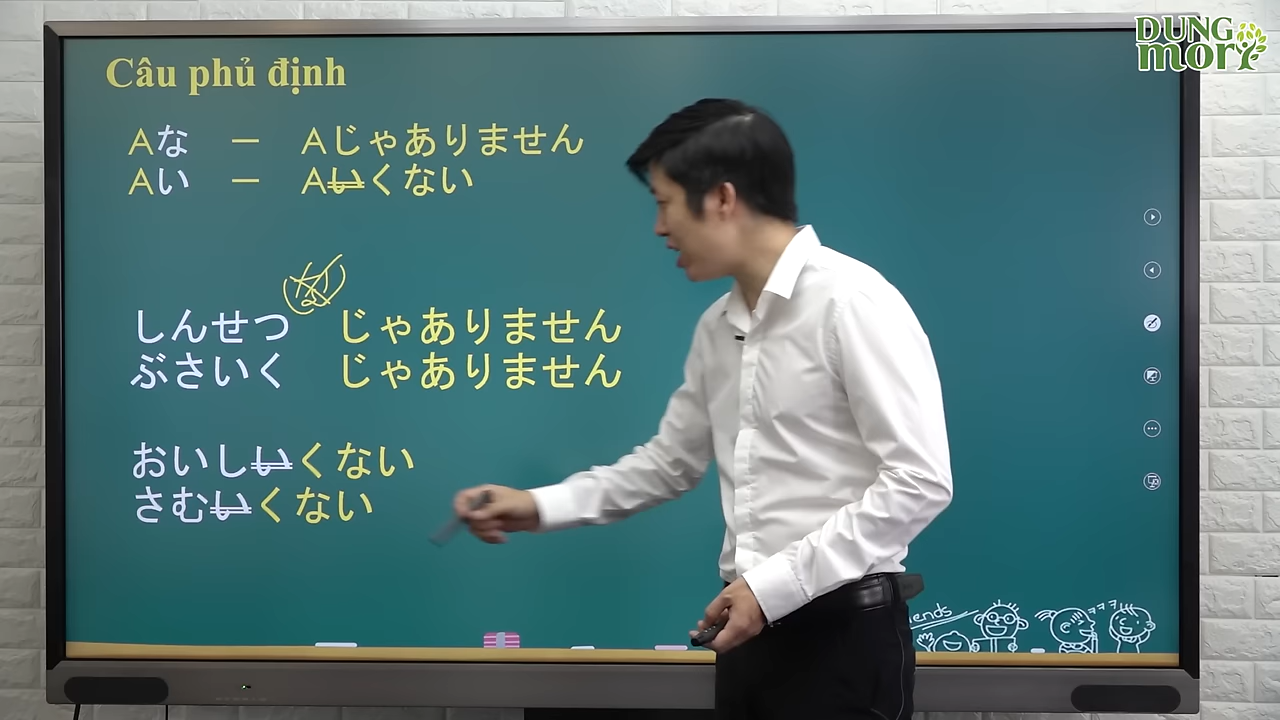 DUNG
mori
Câu phủ định
Aな － Aじゃありません
Aい － Aいくない
な
しんせつ じゃありません
ぶさいく じゃありません
おいしいくない
さむいくない